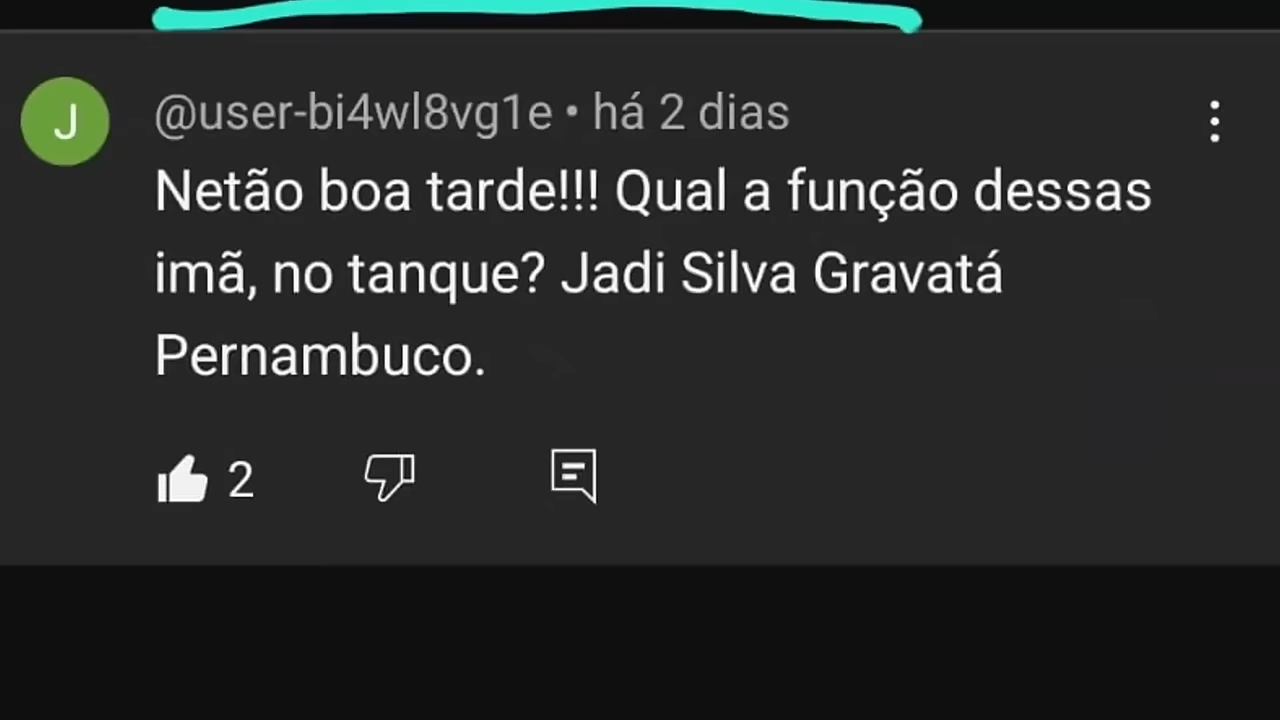 J
@user-bi4wl8vg1e • há 2 dias
Netão boa tarde!!! Qual a função dessas
imã, no tanque? Jadi Silva Gravatá
Pernambuco.
2